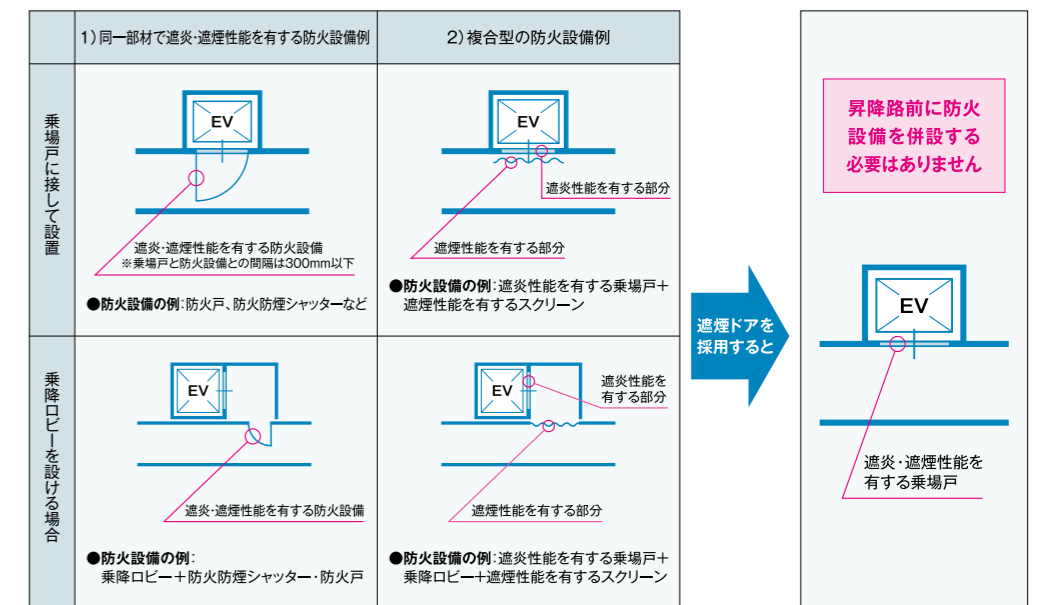 1)同一部材で遮炎・遮煙性能を有する防火設備例
2)複合型の防火設備例
乗場戸に接して設置
EV
遮炎・遮煙性能を有する防火設備
※乗場戸と防火設備との間隔は300mm以下
●防火設備の例:防火戸、防火防煙シャッターなど
EV
遮炎性能を有する部分
遮煙性能を有する部分
●防火設備の例:遮炎性能を有する乗場戸+
遮煙性能を有するスクリーン
乗降ロビーを設ける場合
EV
遮炎・遮煙性能を有する防火設備
●防火設備の例:
乗降ロビー+防火防煙シャッター・防火戸
EV
遮炎性能を
有する部分
遮煙性能を有する部分
●防火設備の例:遮炎性能を有する乗場戸+
乗降ロビー+遮煙性能を有するスクリーン
遮煙ドアを
採用すると
昇降路前に防火
設備を併設する
必要はありません
EV
遮炎・遮煙性能を
有する乗場戸